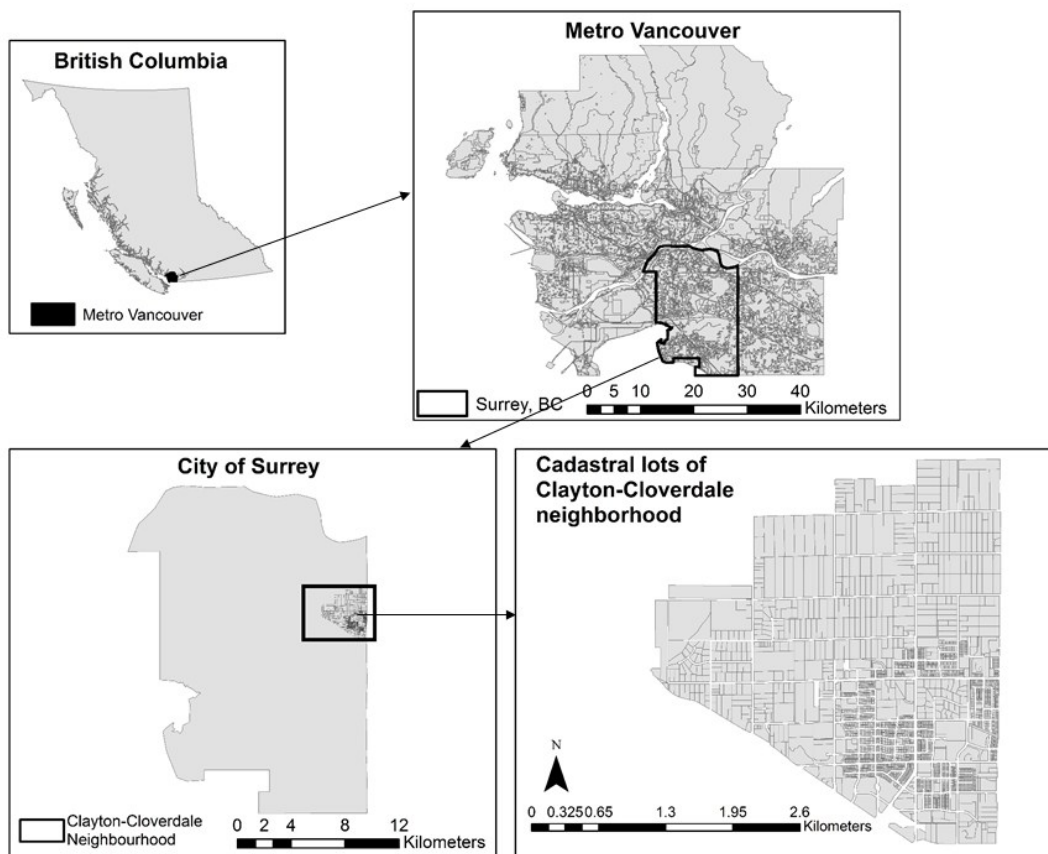 British Columbia
Metro Vancouver
Metro Vancouver
Surrey, BC
0 5 10 20 30 40
Kilometers
City of Surrey
Clayton-Cloverdale
Neighbourhood
0 2 4 8 12
Kilometers
Cadastral lots of
Clayton-Cloverdale
neighborhood
N
0 0.3250.65 1.3 1.95 2.6
Kilometers